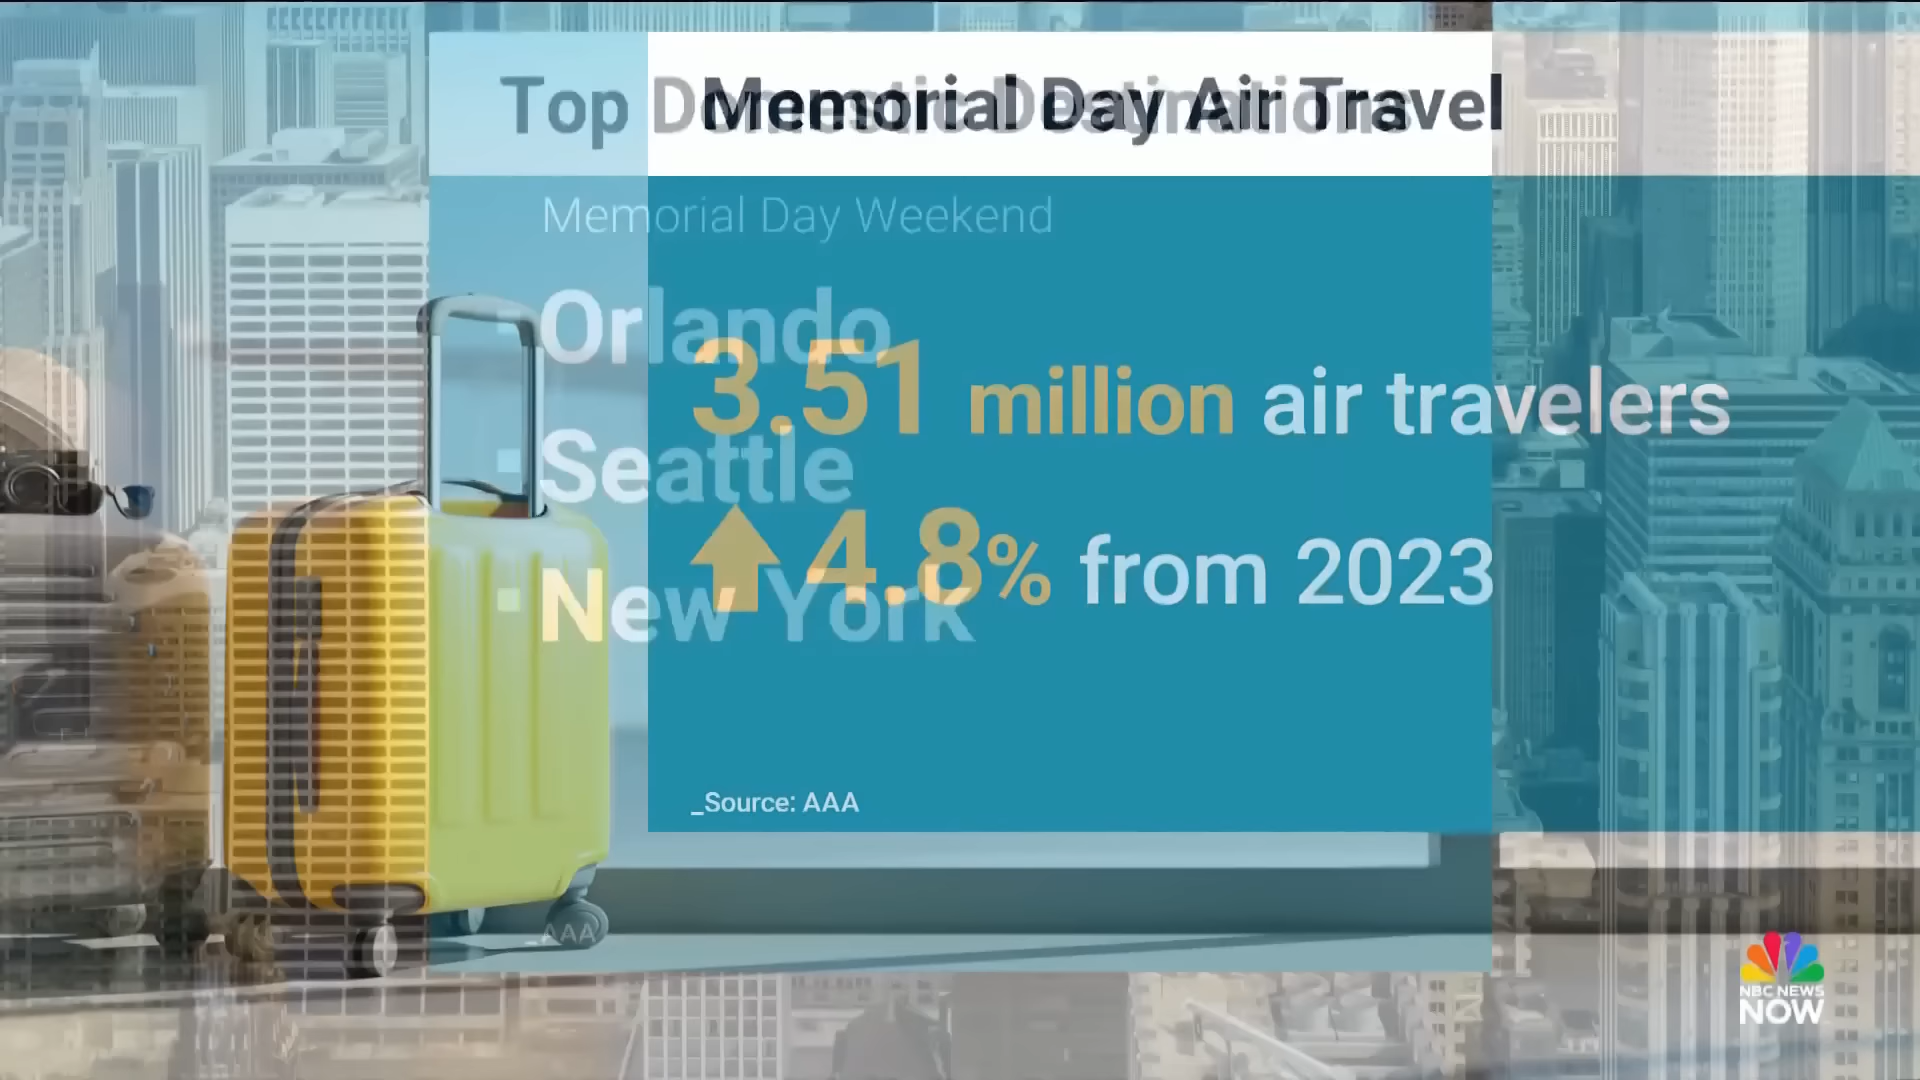 Top Domestic Destinations
Memorial Day Weekend
Orlando
Seattle
New York
AAA
Memorial Day Air Travel
3.51 million air travelers
4.8% from 2023
_Source: AAA
NBC NEWS
NOW